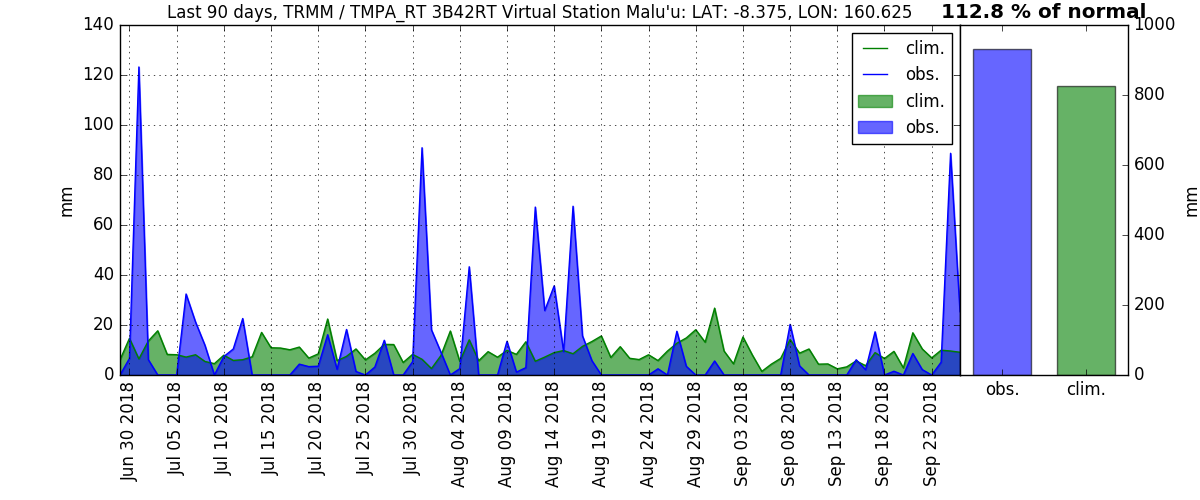 Last 90 days, TRMM / TMPA_RT 3B42RT Virtual Station Malu'u: LAT: -8.375, LON: 160.625
112.8 % of normal
clim.
obs.
clim.
obs.
140
120
100
80
60
40
20
0
mm
1000
800
600
400
200
0
mm
Jun 30 2018
Jul 05 2018
Jul 10 2018
Jul 15 2018
Jul 20 2018
Jul 25 2018
Jul 30 2018
Aug 04 2018
Aug 09 2018
Aug 14 2018
Aug 19 2018
Aug 24 2018
Aug 29 2018
Sep 03 2018
Sep 08 2018
Sep 13 2018
Sep 18 2018
Sep 23 2018
obs.
clim.